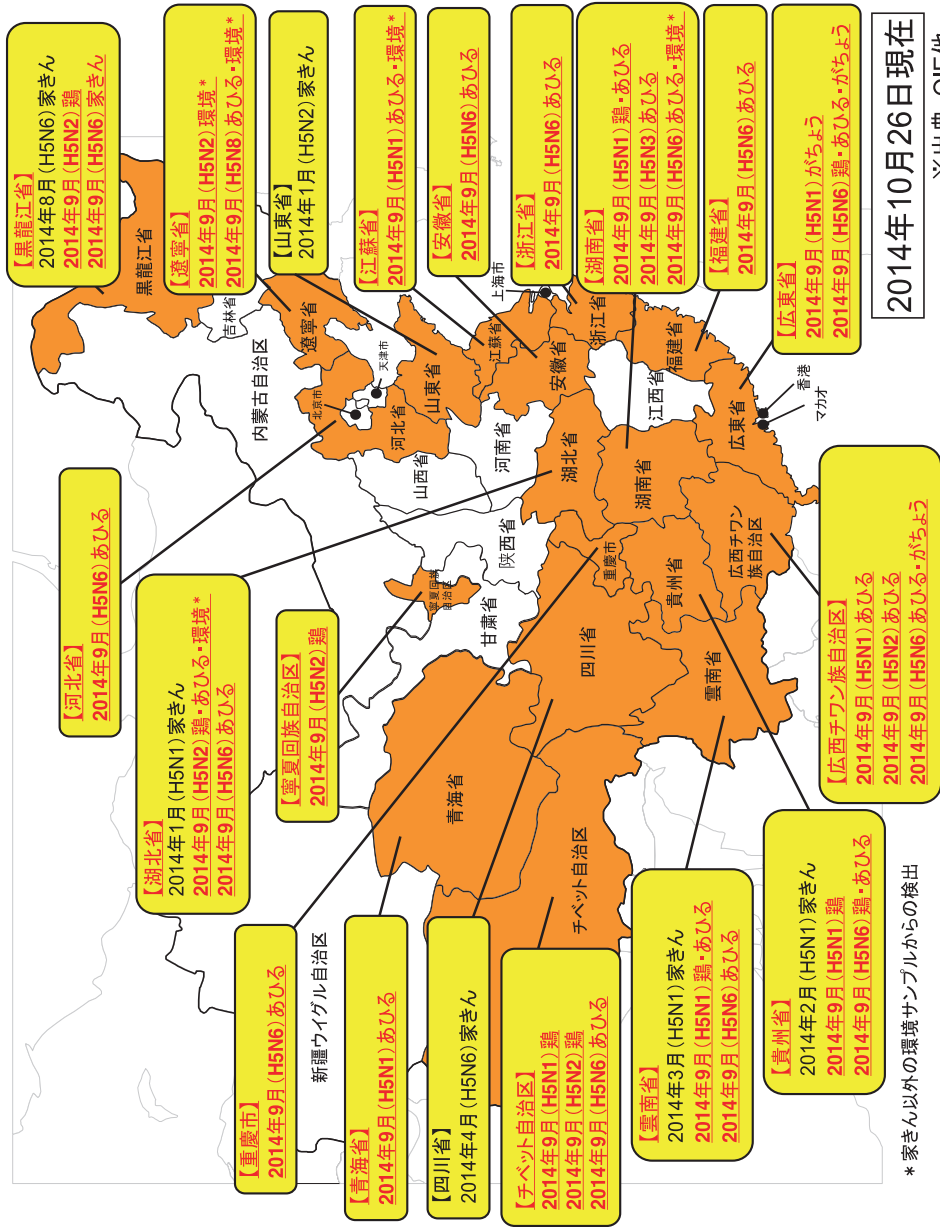 【黒龍江省】
2014年8月(H5N6)家きん
2014年9月(H5N2)鶏
2014年9月(H5N6)家きん
【遼寧省】
2014年9月(H5N2)環境*
2014年9月(H5N8)あひる・環境*
【山東省】
2014年1月(H5N2)家きん
【江蘇省】
2014年9月(H5N1)あひる・環境*
【安徽省】
2014年9月(H5N6)あひる
【浙江省】
2014年9月(H5N6)あひる
【湖南省】
2014年9月(H5N1)鶏・あひる
2014年9月(H5N3)あひる
2014年9月(H5N6)あひる・環境*
【福建省】
2014年9月(H5N6)あひる
【広東省】
2014年9月(H5N1)がちょう
2014年9月(H5N6)鶏・あひる・がちょう
【河北省】
2014年9月(H5N6)あひる
【湖北省】
2014年1月(H5N1)家きん
2014年9月(H5N2)鶏・あひる・環境*
2014年9月(H5N6)あひる
【寧夏回族自治区】
2014年9月(H5N2)鶏
【重慶市】
2014年9月(H5N6)あひる
【青海省】
2014年9月(H5N1)あひる
【四川省】
2014年4月(H5N6)家きん
【チベット自治区】
2014年9月(H5N1)鶏
2014年9月(H5N2)鶏
2014年9月(H5N6)あひる
【雲南省】
2014年3月(H5N1)家きん
2014年9月(H5N1)鶏・あひる
2014年9月(H5N6)あひる
【貴州省】
2014年2月(H5N1)家きん
2014年9月(H5N1)鶏
2014年9月(H5N6)鶏・あひる
【広西チワン族自治区】
2014年9月(H5N1)あひる
2014年9月(H5N2)あひる
2014年9月(H5N6)あひる・がちょう
黒龍江省
吉林省
遼寧省
内蒙古自治区
北京市
天津市
河北省
山東省
山西省
河南省
江蘇省
安徽省
上海市
浙江省
福建省
江西省
湖北省
湖南省
広東省
香港
マカオ
陕西省
自治区
甘粛省
重慶市
四川省
貴州省
広西チワン
族自治区
雲南省
青海省
チベット自治区
新疆ウイグル自治区
*家きん以外の環境サンプルからの検出
2014年10月26日現在
※出典 OIE他